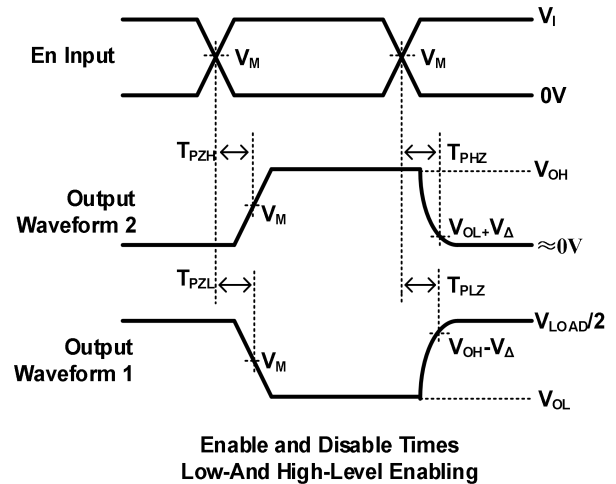 V_I
En Input
V_M
V_M
0V
T_PZH
T_PHZ
V_OH
Output
Waveform 2
V_M
V_OL+V_Δ
≈0V
T_PZL
T_PLZ
V_LOAD/2
Output
Waveform 1
V_M
V_OH-V_Δ
V_OL
Enable and Disable Times
Low-And High-Level Enabling